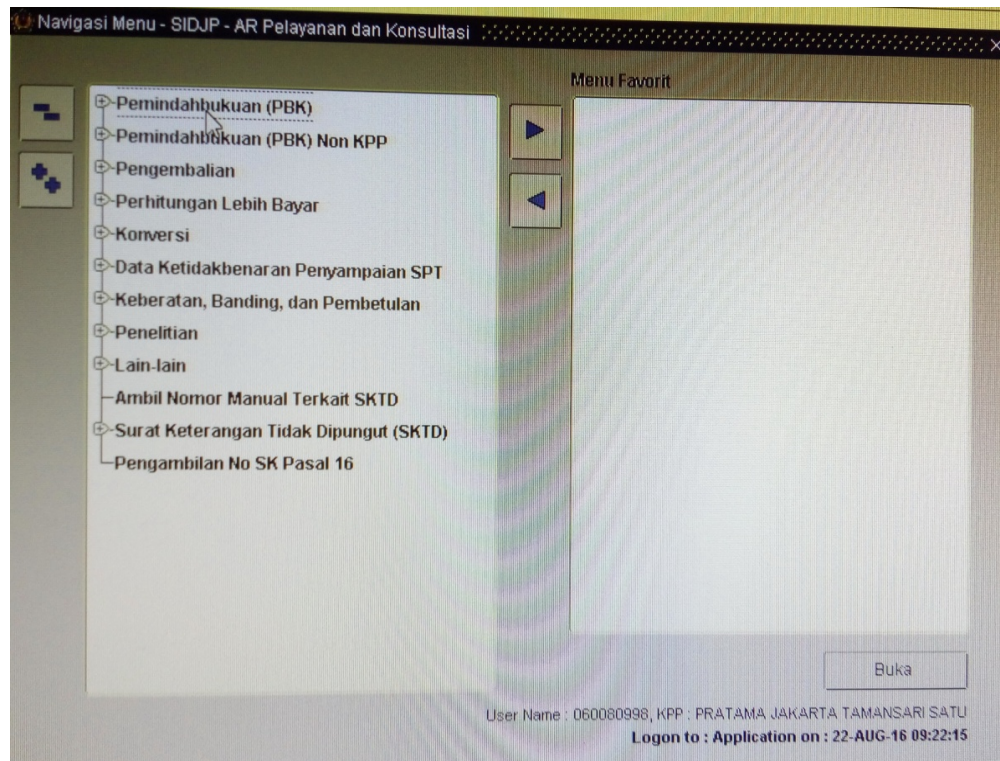 Navigasi Menu - SIDJP - AR Pelayanan dan Konsultasi
Menu Favorit
Pemindahbukuan (PBK)
Pemindahbukuan (PBK) Non KPP
Pengembalian
Perhitungan Lebih Bayar
Konversi
Data Ketidakbenaran Penyampaian SPT
Keberatan, Banding, dan Pembetulan
Penelitian
Lain-lain
Ambil Nomor Manual Terkait SKTD
Surat Keterangan Tidak Dipungut (SKTD)
Pengambilan No SK Pasal 16
Buka
User Name : 060080998, KPP : PRATAMA JAKARTA TAMANSARI SATU
Logon to : Application on : 22-AUG-16 09:22:15